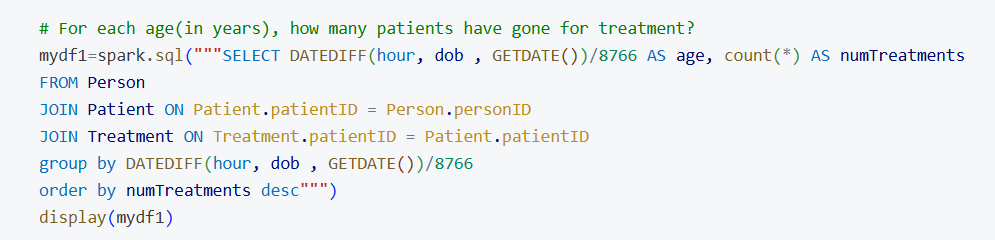 # For each age(in years), how many patients have gone for treatment?
mydf1=spark.sql("""SELECT DATEDIFF(hour, dob , GETDATE())/8766 AS age, count(*) AS numTreatments
FROM Person
JOIN Patient ON Patient.patientID = Person.personID
JOIN Treatment ON Treatment.patientID = Patient.patientID
group by DATEDIFF(hour, dob , GETDATE())/8766
order by numTreatments desc""")
display(mydf1)